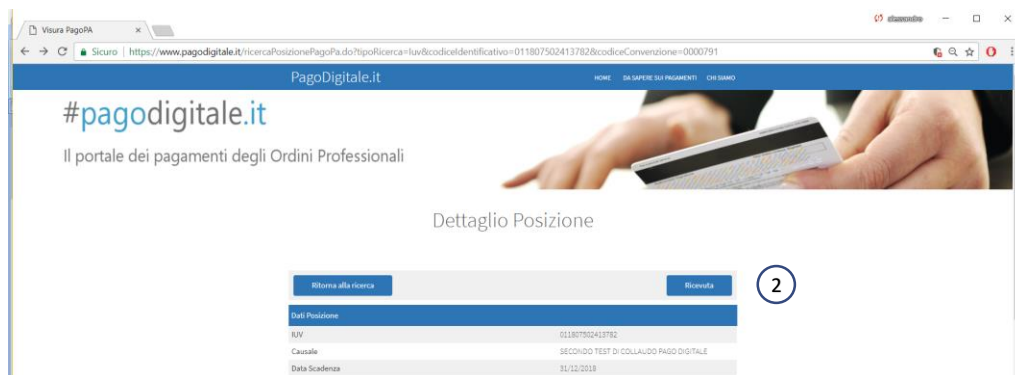 Visura PagoPA
alessandro
Sicuro | https://www.pagodigitale.it/ricercaPosizionePagoPa.do?tipoRicerca=Iuv&codiceIdentificativo=011807502413782&codiceConvenzione=0000791
PagoDigitale.it HOME DA SAPERE SUI PAGAMENTI CHI SIAMO
#pagodigitale.it
Il portale dei pagamenti degli Ordini Professionali
Dettaglio Posizione
Ritorna alla ricerca Ricevuta 2
Dati Posizione
IUV 011807502413782
Causale SECONDO TEST DI COLLAUDO PAGO DIGITALE
Data Scadenza 31/12/2018